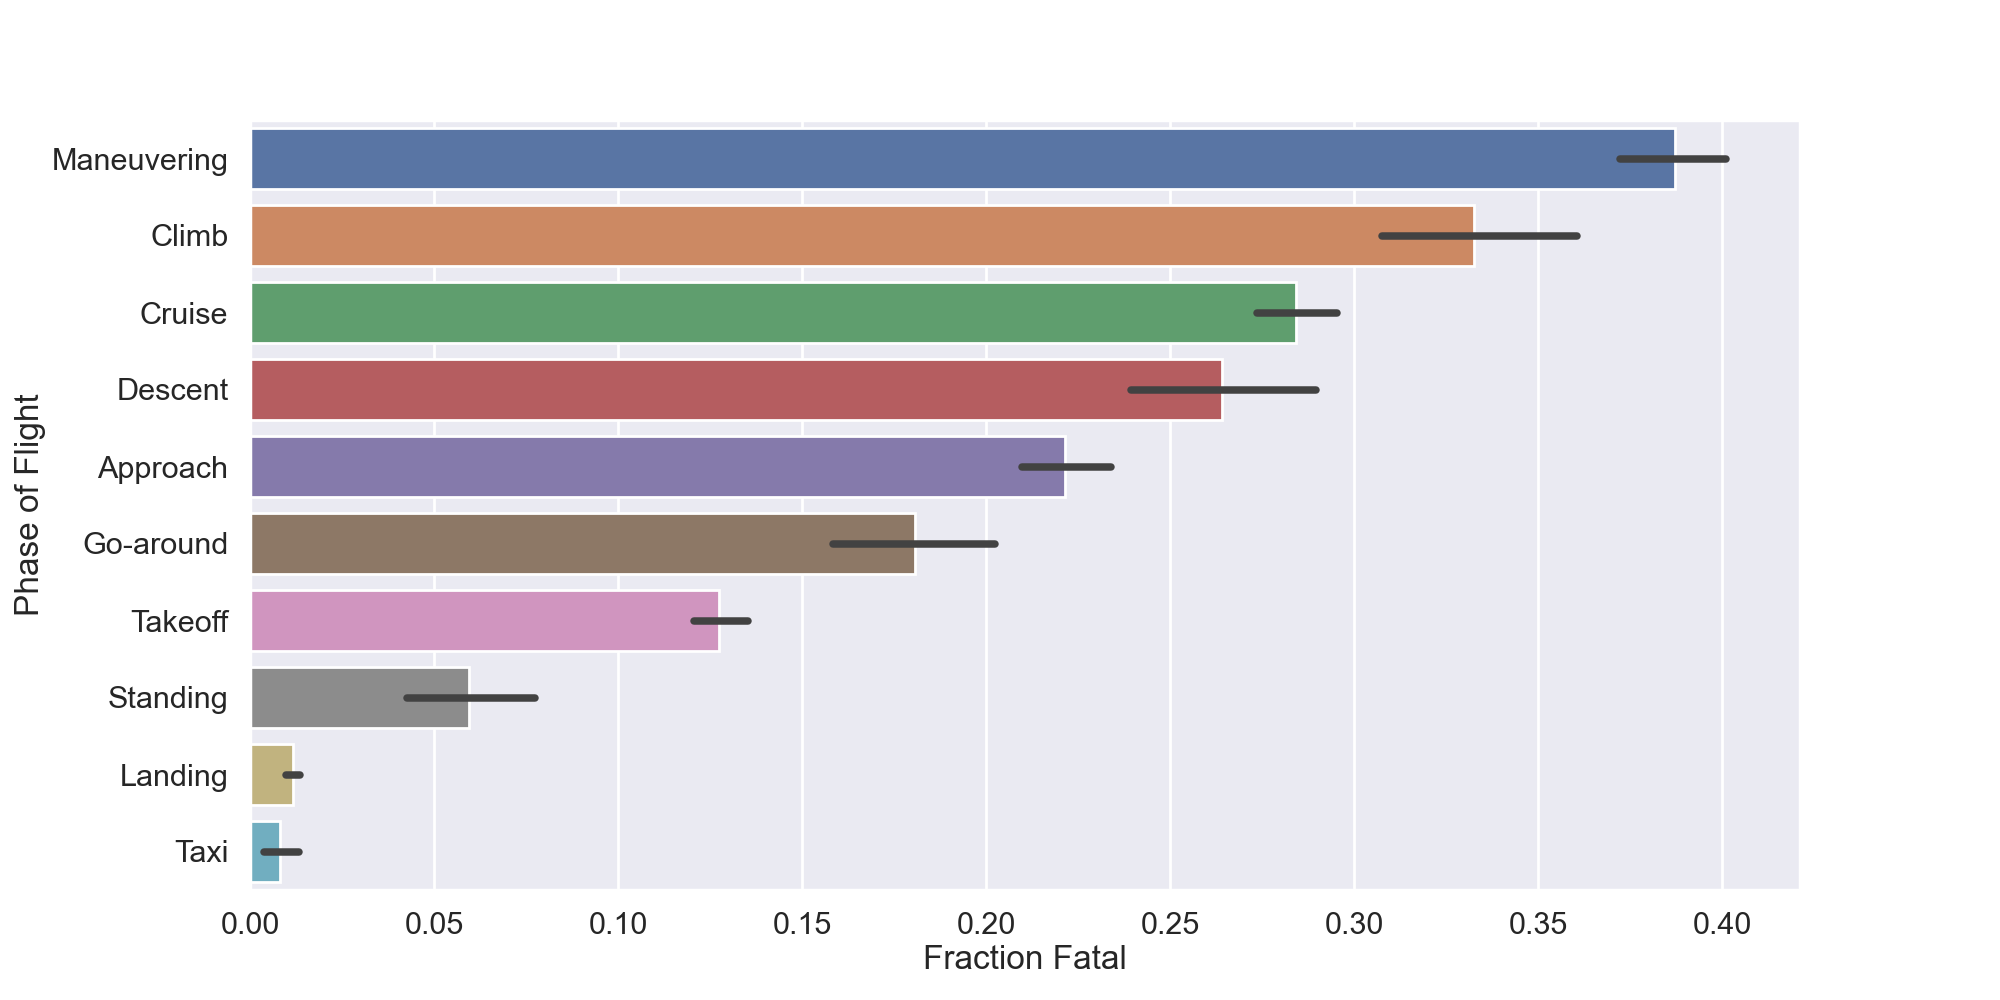 Phase of Flight
Maneuvering
Climb
Cruise
Descent
Approach
Go-around
Takeoff
Standing
Landing
Taxi
0.00 0.05 0.10 0.15 0.20 0.25 0.30 0.35 0.40
Fraction Fatal